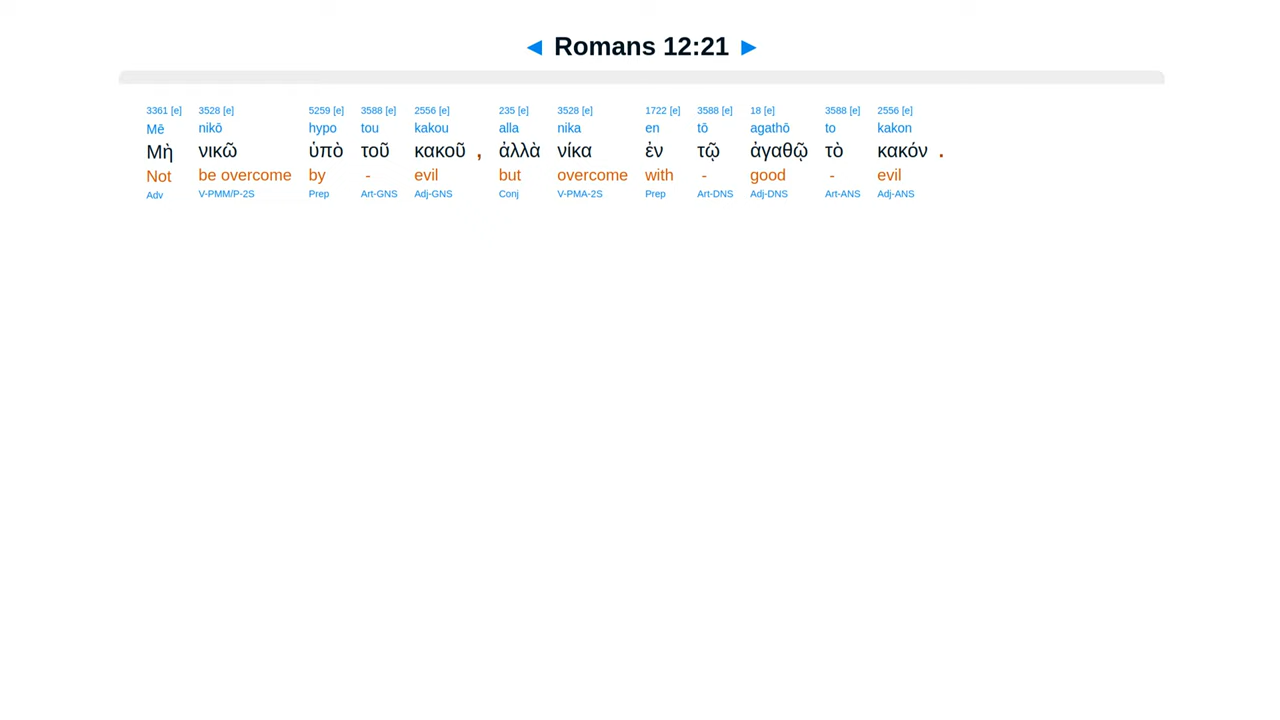 ◄ Romans 12:21 ►
3361 [e] 3528 [e] 5259 [e] 3588 [e] 2556 [e] 235 [e] 3528 [e] 1722 [e] 3588 [e] 18 [e] 3588 [e] 2556 [e]
Mē nikō hypo tou kakou alla nika en tō agathō to kakon
Μὴ νικῶ ὑπὸ τοῦ κακοῦ , ἀλλὰ νίκα ἐν τῷ ἀγαθῷ τὸ κακόν .
Not be overcome by - evil but overcome with - good - evil
Adv V-PMM/P-2S Prep Art-GNS Adj-GNS Conj V-PMA-2S Prep Art-DNS Adj-DNS Art-ANS Adj-ANS